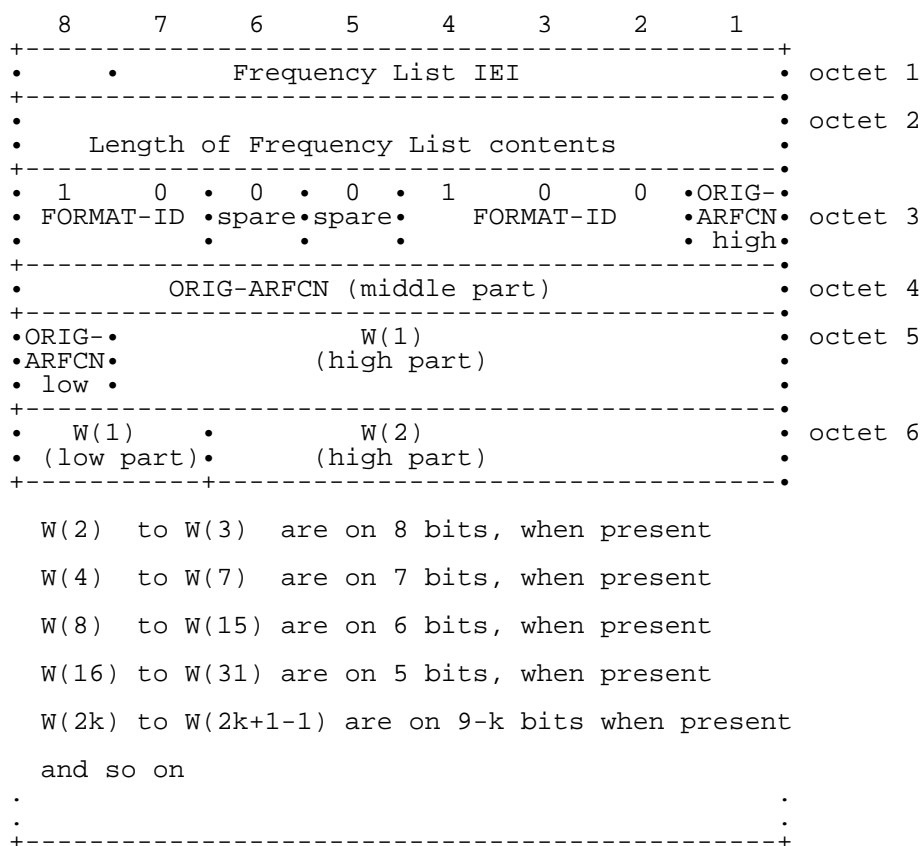 8 7 6 5 4 3 2 1
+-----------------------------------------------+
• • Frequency List IEI • octet 1
+-----------------------------------------------•
• • octet 2
• Length of Frequency List contents •
+-----------------------------------------------•
• 1 0 • 0 • 0 • 1 0 0 •ORIG-•
• FORMAT-ID •spare•spare• FORMAT-ID •ARFCN• octet 3
• • • • • high•
+-----------------------------------------------•
• ORIG-ARFCN (middle part) • octet 4
+-----------------------------------------------•
•ORIG-• W(1) • octet 5
•ARFCN• (high part) •
• low • •
+-----------------------------------------------•
• W(1) • W(2) • octet 6
• (low part)• (high part) •
+-----------+-----------------------------------•
W(2) to W(3) are on 8 bits, when present
W(4) to W(7) are on 7 bits, when present
W(8) to W(15) are on 6 bits, when present
W(16) to W(31) are on 5 bits, when present
W(2k) to W(2k+1-1) are on 9-k bits when present
and so on
. .
. .
+-----------------------------------------------+